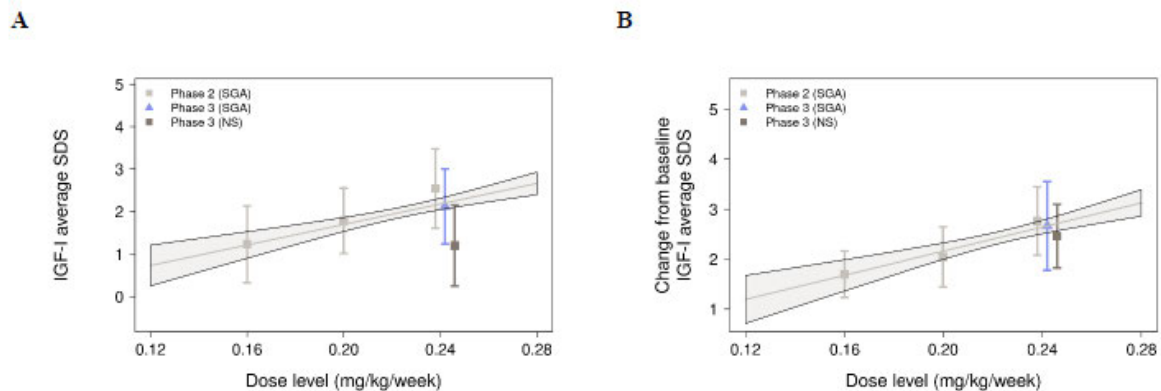 A
5
4
3
2
1
0
IGF-I average SDS
Phase 2 (SGA)
Phase 3 (SGA)
Phase 3 (NS)
0.12 0.16 0.20 0.24 0.28
Dose level (mg/kg/week)
B
5
4
3
2
1
Change from baseline
IGF-I average SDS
Phase 2 (SGA)
Phase 3 (SGA)
Phase 3 (NS)
0.12 0.16 0.20 0.24 0.28
Dose level (mg/kg/week)